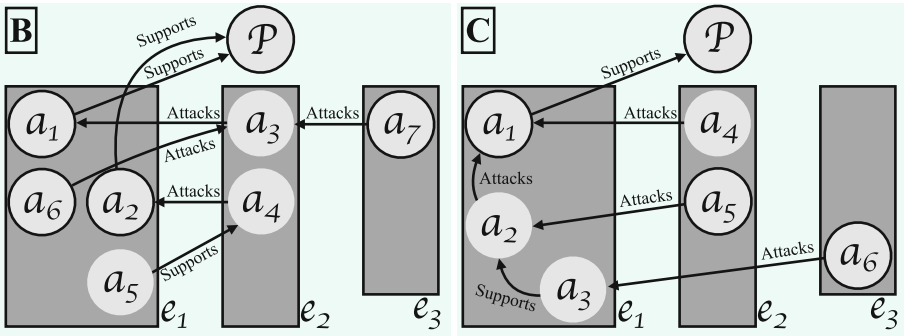 B
P
Supports
Supports
a1
Attacks
a3
Attacks
a7
Attacks
a6
a2
Attacks
a4
a5
Supports
e1
e2
e3
C
P
Supports
a1
Attacks
a4
Attacks
a2
Attacks
a5
Supports
a3
Attacks
a6
e1
e2
e3